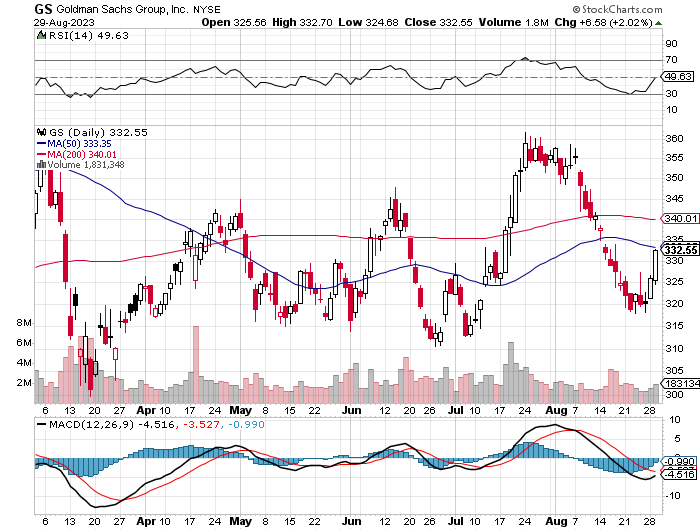 GS Goldman Sachs Group, Inc. NYSE © StockCharts.com
29-Aug-2023 Open 325.56 High 332.70 Low 324.68 Close 332.55 Volume 1.8M Chg +6.58 (+2.02%)
RSI(14) 49.63
90
70
49.63
30
10
GS (Daily) 332.55
MA(50) 333.35
MA(200) 340.01
Volume 1,831,348
360
355
350
345
340.01
335
332.55
330
325
320
315
310
305
300
8M
6M
4M
2M
183134
6 13 20 27 Apr 10 17 24 May 8 15 22 Jun 12 20 26 Jul 10 17 24 Aug 7 14 21 28
MACD(12,26,9) -4.516, -3.527, -0.990
10
5
-0.990
-4.516
-10
6 13 20 27 Apr 10 17 24 May 8 15 22 Jun 12 20 26 Jul 10 17 24 Aug 7 14 21 28